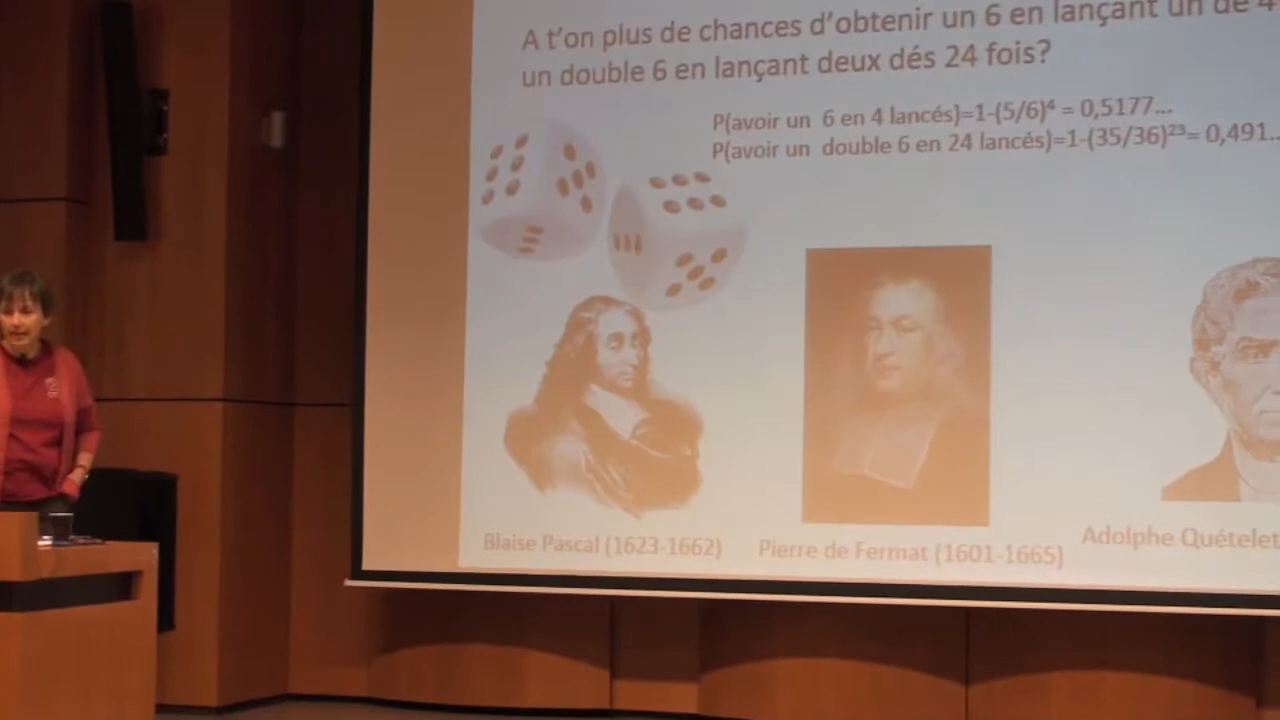 A t'on plus de chances d'obtenir un 6 en lançant un de 4
un double 6 en lançant deux dés 24 fois?
P(avoir un 6 en 4 lancés)=1-(5/6)⁴ = 0,5177...
P(avoir un double 6 en 24 lancés)=1-(35/36)²³= 0,491..
Blaise Pascal (1623-1662)
Pierre de Fermat (1601-1665)
Adolphe Quételet